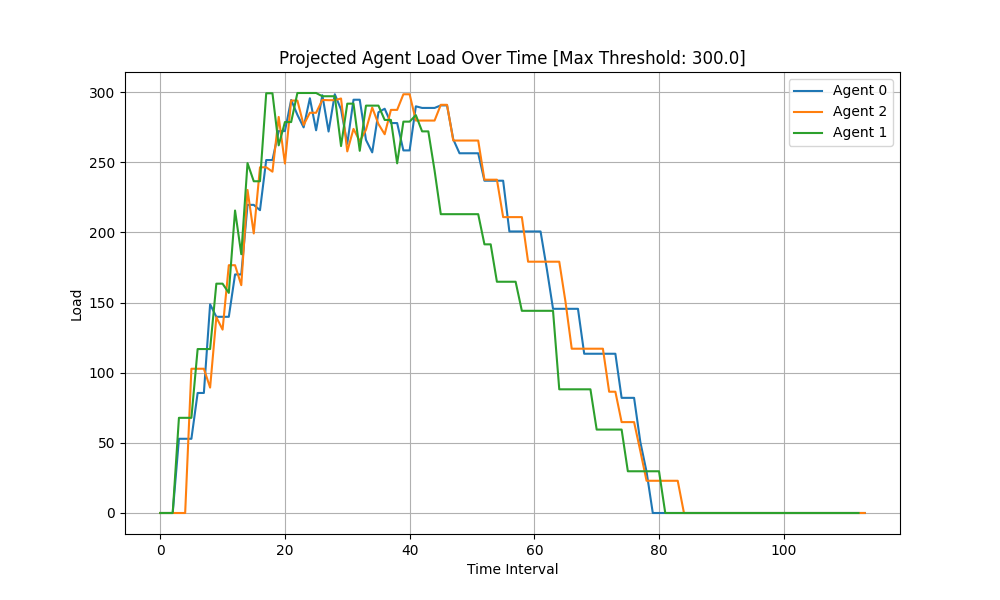 Projected Agent Load Over Time [Max Threshold: 300.0]
Agent 0
Agent 2
Agent 1
300
250
200
150
100
50
0
Load
0 20 40 60 80 100
Time Interval